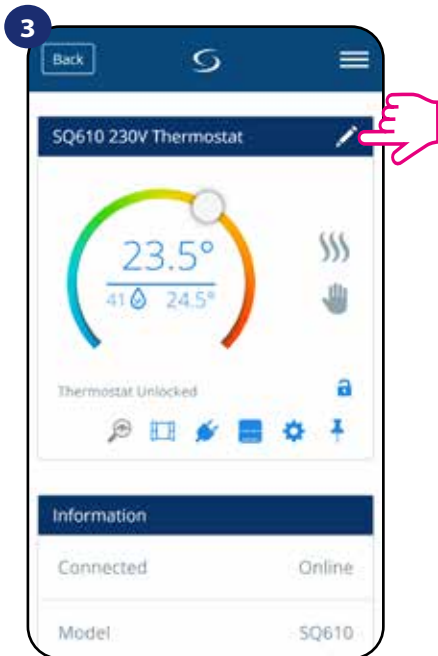 3
Back
SQ610 230V Thermostat
23.5°
41 24.5°
Thermostat Unlocked
Information
Connected Online
Model SQ610